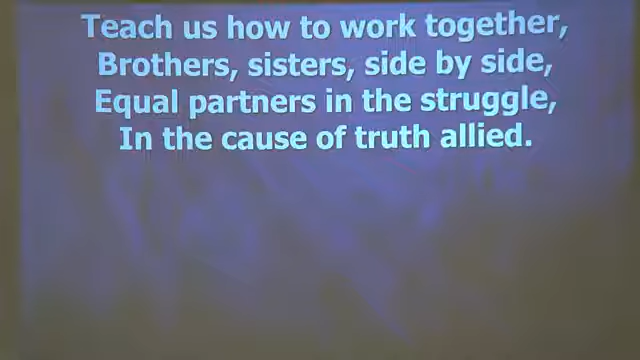 Teach us how to work together,
Brothers, sisters, side by side,
Equal partners in the struggle,
In the cause of truth allied.